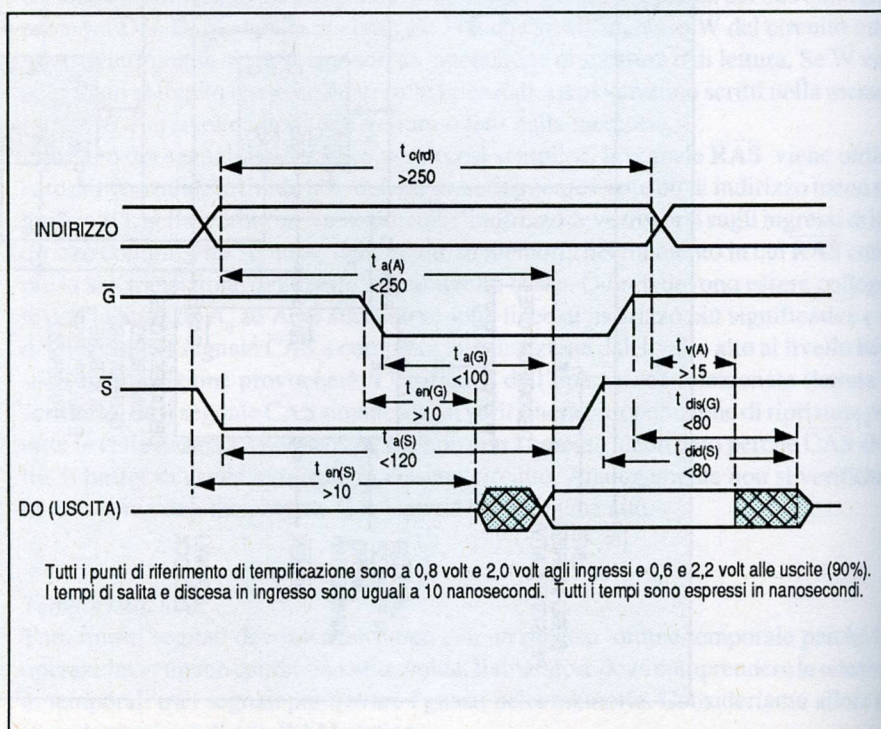 t c(rd)
>250
INDIRIZZO
t a(A)
<250
G
t v(A)
>15
t a(G)
<100
S
t en(G)
>10
t dis(G)
<80
t a(S)
<120
t did(S)
<80
t en(S)
>10
DO (USCITA)
Tutti i punti di riferimento di tempificazione sono a 0,8 volt e 2,0 volt agli ingressi e 0,6 e 2,2 volt alle uscite (90%).
I tempi di salita e discesa in ingresso sono uguali a 10 nanosecondi. Tutti i tempi sono espressi in nanosecondi.